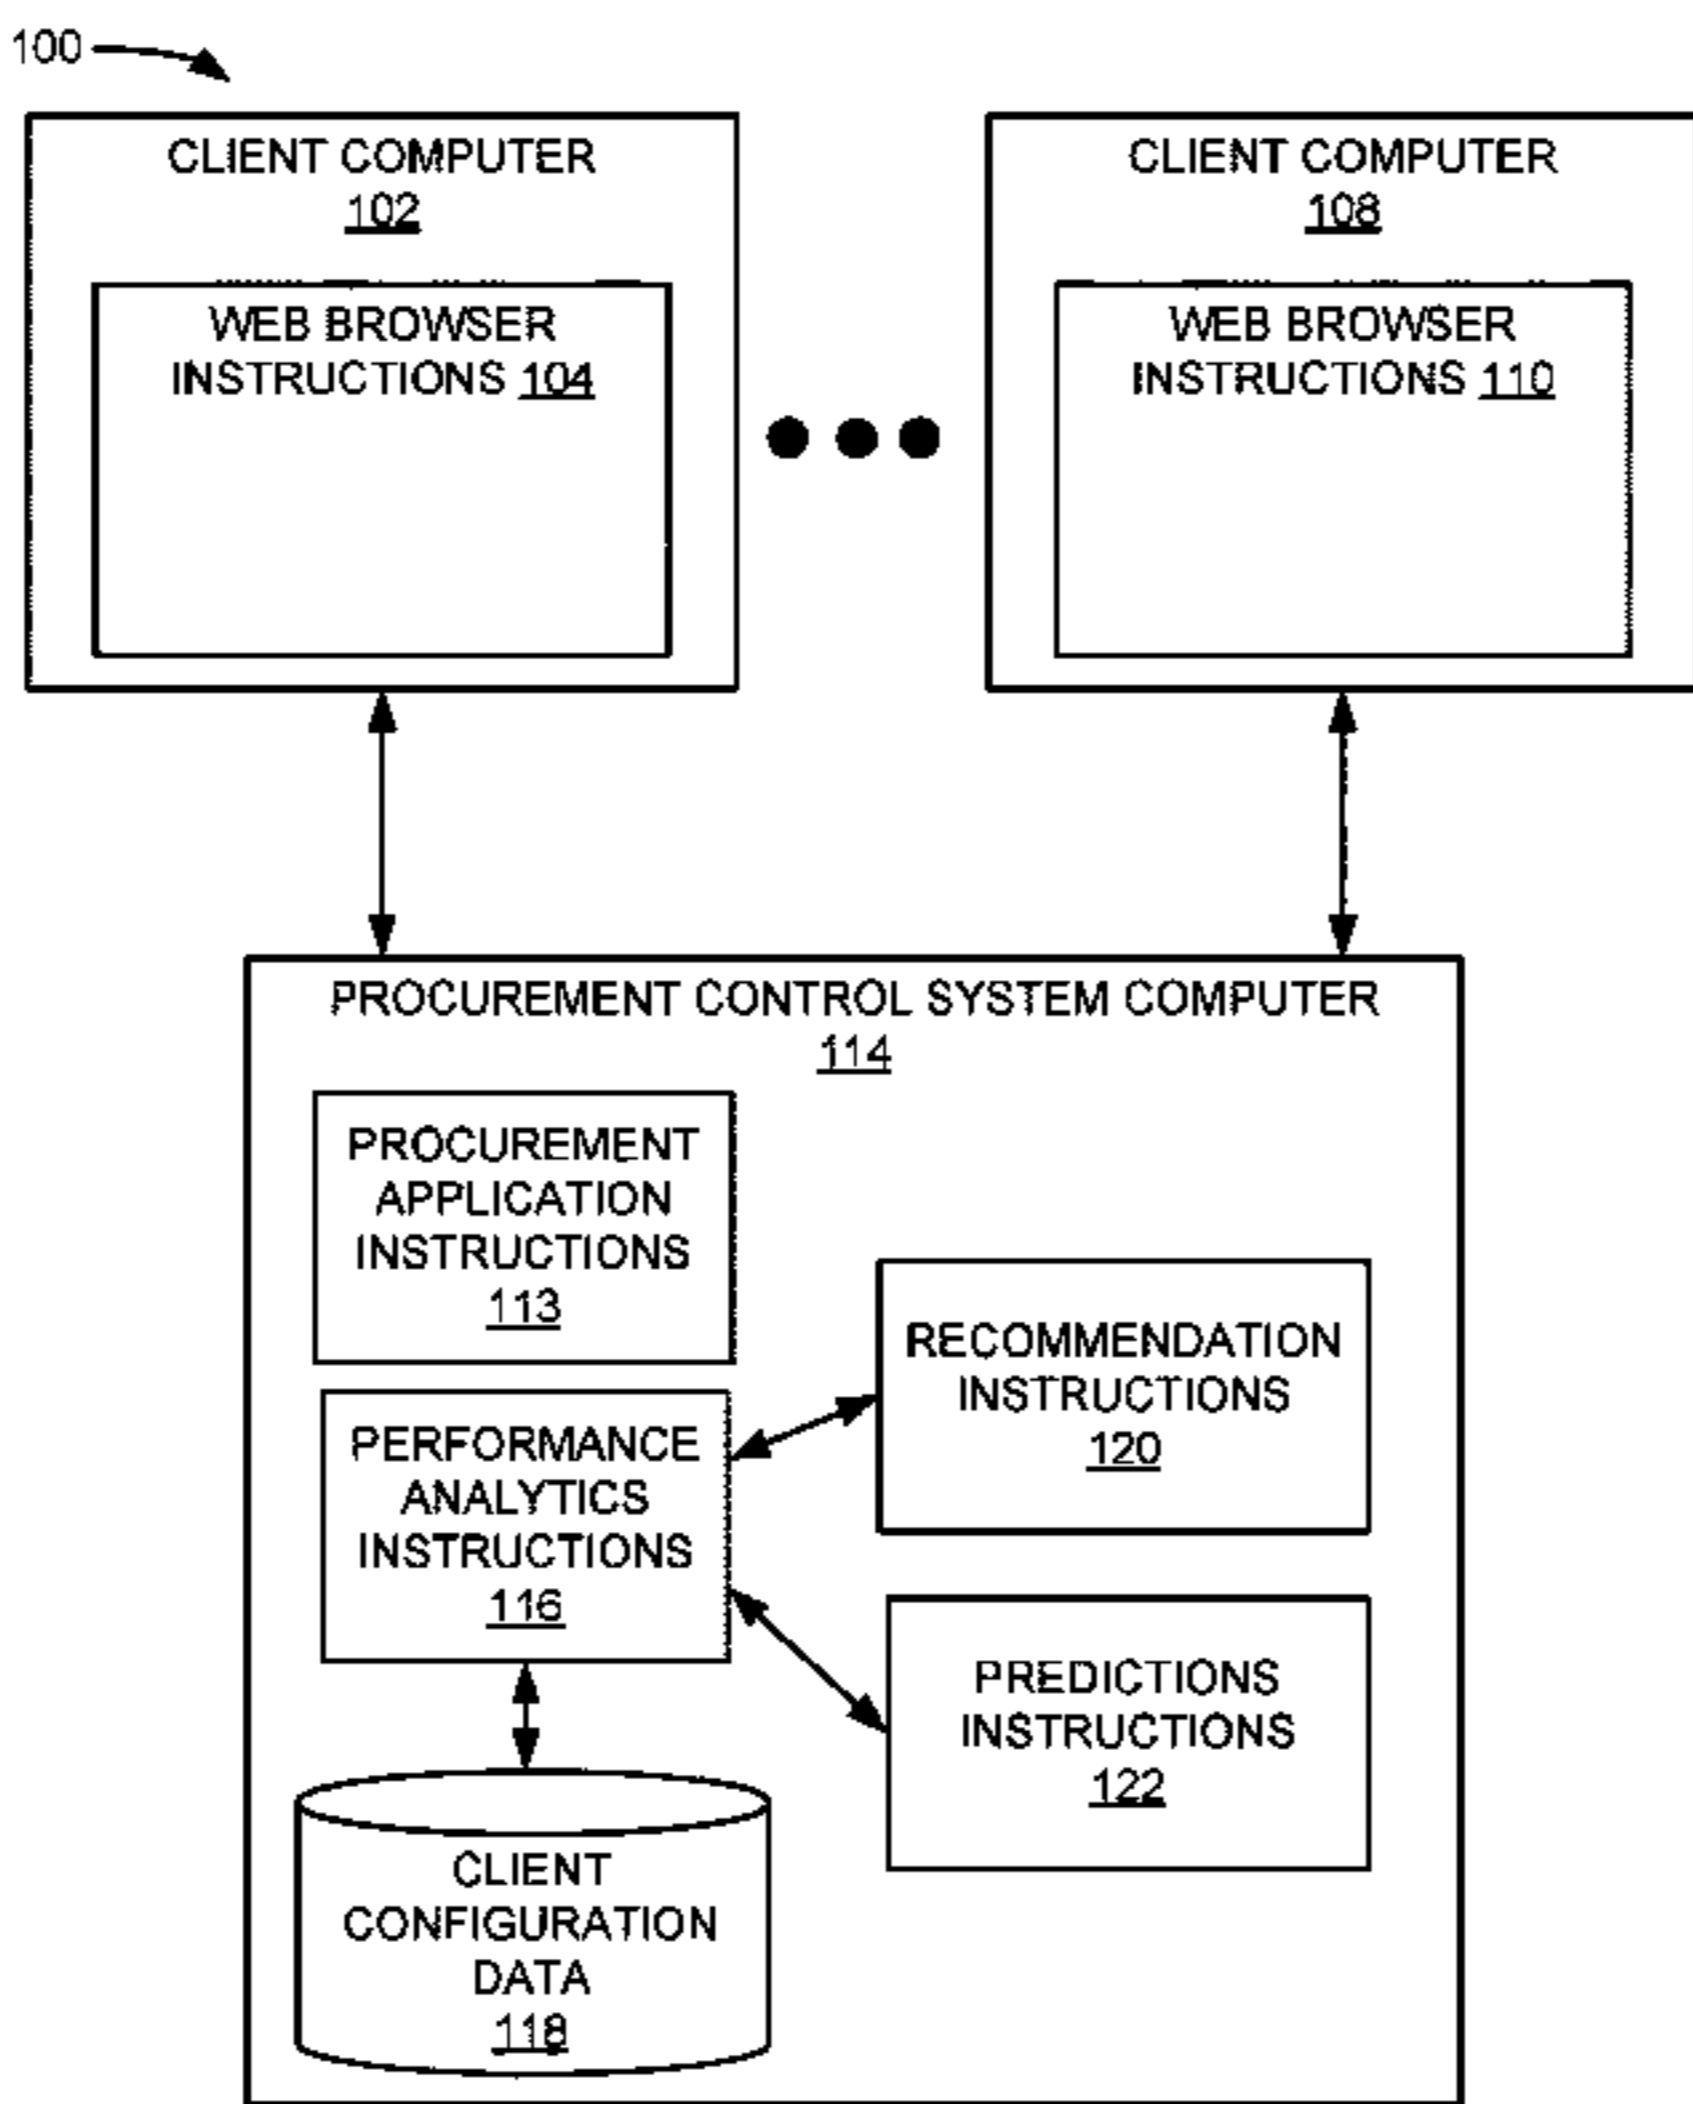 100
CLIENT COMPUTER
102
WEB BROWSER
INSTRUCTIONS 104
CLIENT COMPUTER
108
WEB BROWSER
INSTRUCTIONS 110
PROCUREMENT CONTROL SYSTEM COMPUTER
114
PROCUREMENT
APPLICATION
INSTRUCTIONS
113
RECOMMENDATION
INSTRUCTIONS
120
PERFORMANCE
ANALYTICS
INSTRUCTIONS
116
PREDICTIONS
INSTRUCTIONS
122
CLIENT
CONFIGURATION
DATA
118